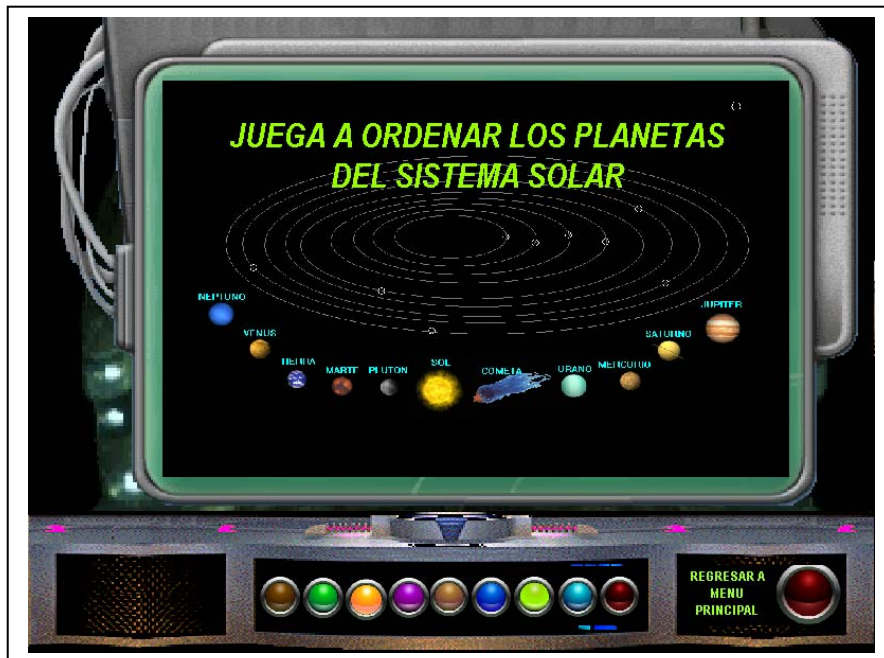 JUEGA A ORDENAR LOS PLANETAS
DEL SISTEMA SOLAR
NEPTUNO
VENUS
TIERRA
MARTE
PLUTON
SOL
COMETA
URANO
MERCURIO
SATURNO
JUPITER
REGRESAR A
MENU
PRINCIPAL